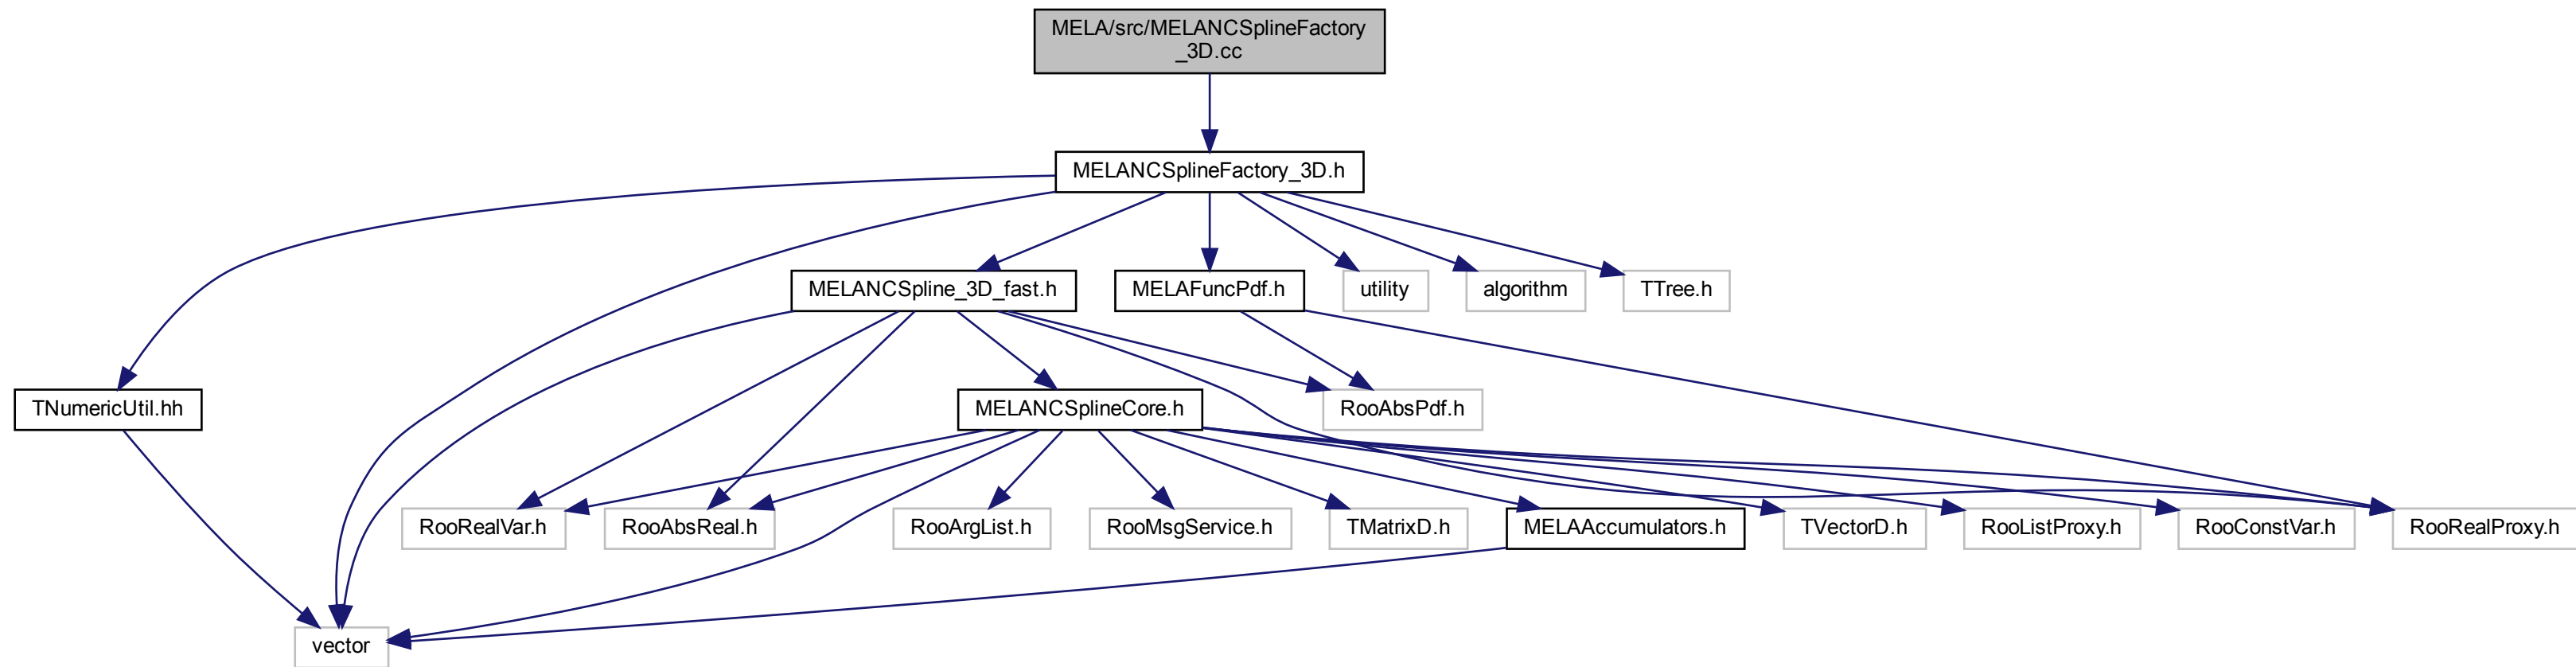 MELA/src/MELANCSplineFactory
_3D.cc
MELANCSplineFactory_3D.h
MELANCSpline_3D_fast.h
MELAFuncPdf.h
utility
algorithm
TTree.h
TNumericUtil.hh
MELANCSplineCore.h
RooAbsPdf.h
RooRealVar.h
RooAbsReal.h
RooArgList.h
RooMsgService.h
TMatrixD.h
MELAAccumulators.h
TVectorD.h
RooListProxy.h
RooConstVar.h
RooRealProxy.h
vector